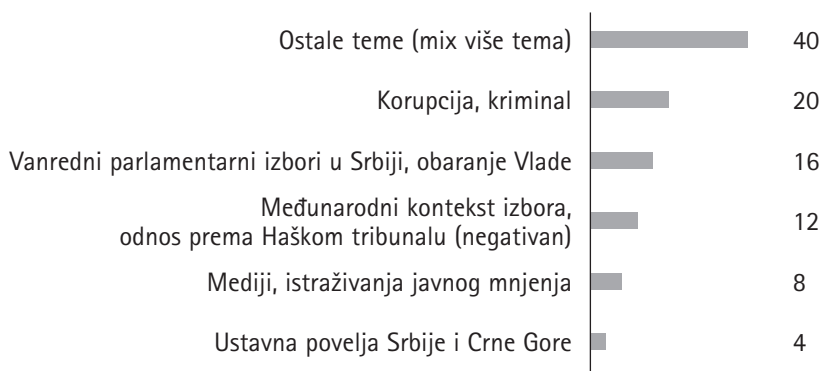 Ostale teme (mix više tema) 40
Korupcija, kriminal 20
Vanredni parlamentarni izbori u Srbiji, obaranje Vlade 16
Međunarodni kontekst izbora,
odnos prema Haškom tribunalu (negativan) 12
Mediji, istraživanja javnog mnjenja 8
Ustavna povelja Srbije i Crne Gore 4